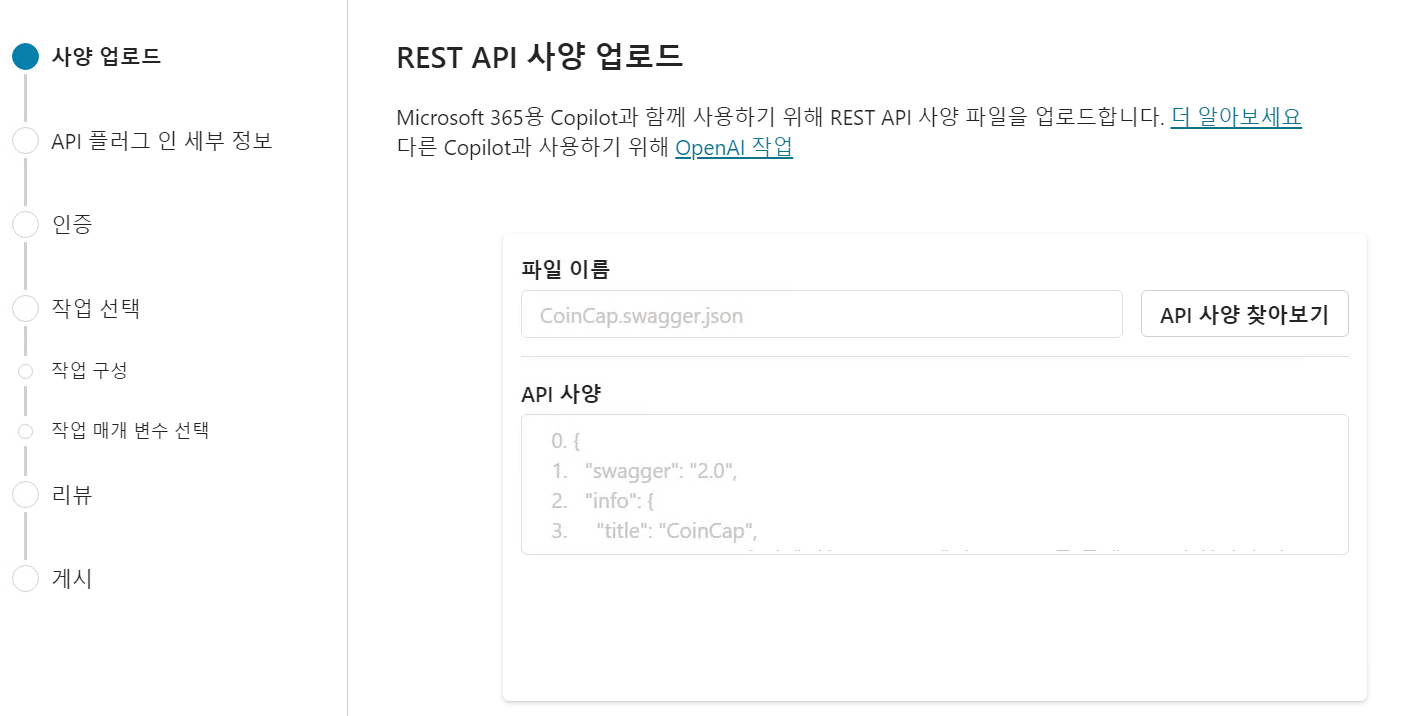 사양 업로드
API 플러그 인 세부 정보
인증
작업 선택
작업 구성
작업 매개 변수 선택
리뷰
게시
REST API 사양 업로드
Microsoft 365용 Copilot과 함께 사용하기 위해 REST API 사양 파일을 업로드합니다. 더 알아보세요
다른 Copilot과 사용하기 위해 OpenAI 작업
파일 이름
CoinCap.swagger.json
API 사양 찾아보기
API 사양
0. {
1. "swagger": "2.0",
2. "info": {
3. "title": "CoinCap",